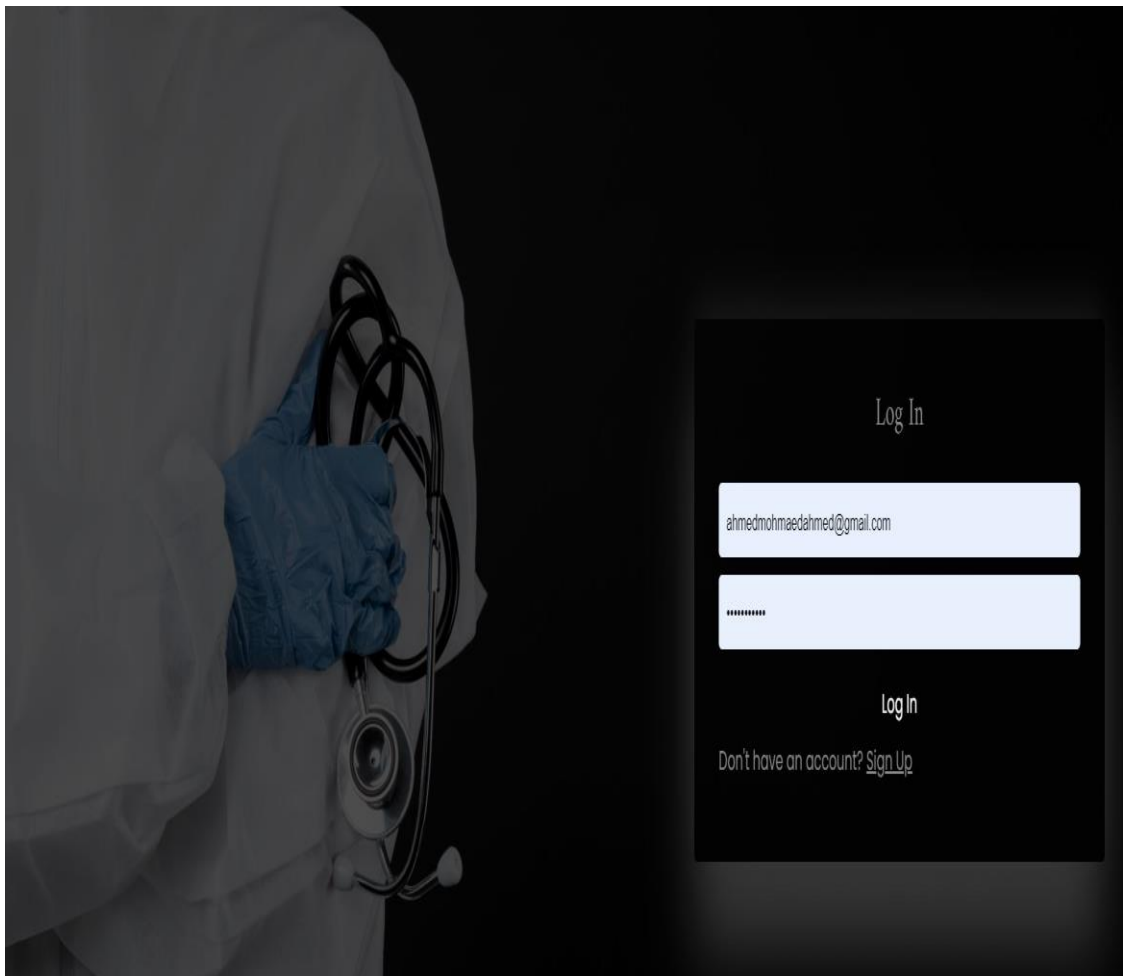 Log In
ahmedmohmaedahmed@gmail.com
•••••••••••
Log In
Don't have an account? Sign Up